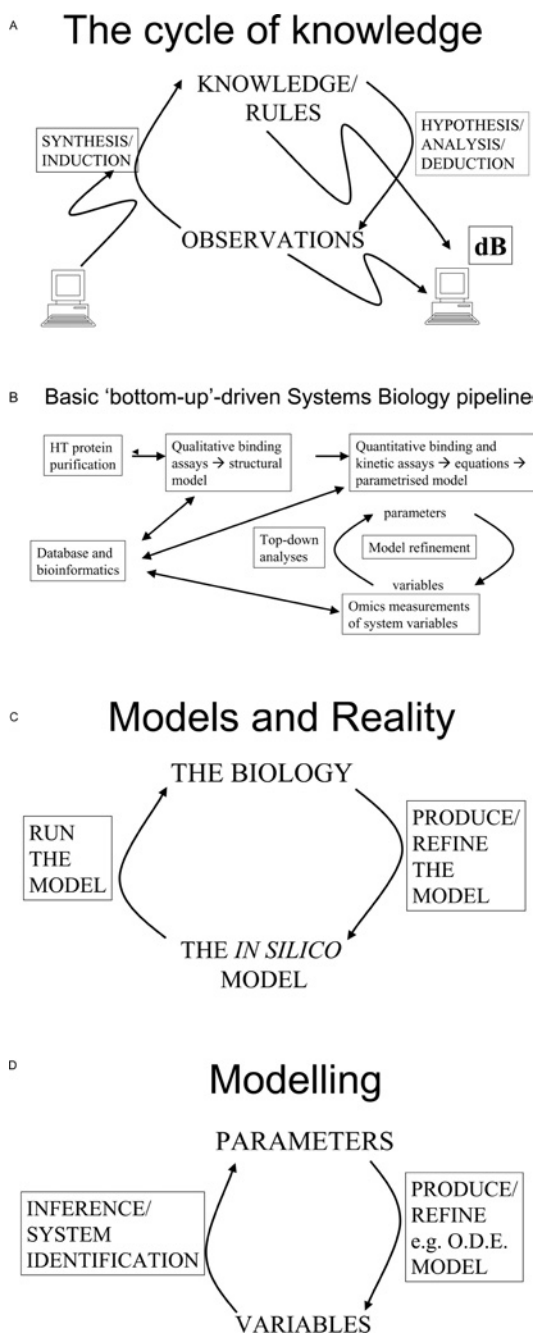 A
The cycle of knowledge
KNOWLEDGE/
RULES
SYNTHESIS/
INDUCTION
HYPOTHESIS/
ANALYSIS/
DEDUCTION
OBSERVATIONS
dB
B
Basic 'bottom-up'-driven Systems Biology pipeline
HT protein
purification
Qualitative binding
assays → structural
model
Quantitative binding and
kinetic assays → equations →
parametrised model
Database and
bioinformatics
Top-down
analyses
parameters
Model refinement
variables
Omics measurements
of system variables
C
Models and Reality
THE BIOLOGY
RUN
THE
MODEL
PRODUCE/
REFINE
THE
MODEL
THE IN SILICO
MODEL
D
Modelling
PARAMETERS
INFERENCE/
SYSTEM
IDENTIFICATION
PRODUCE/
REFINE
e.g. O.D.E.
MODEL
VARIABLES